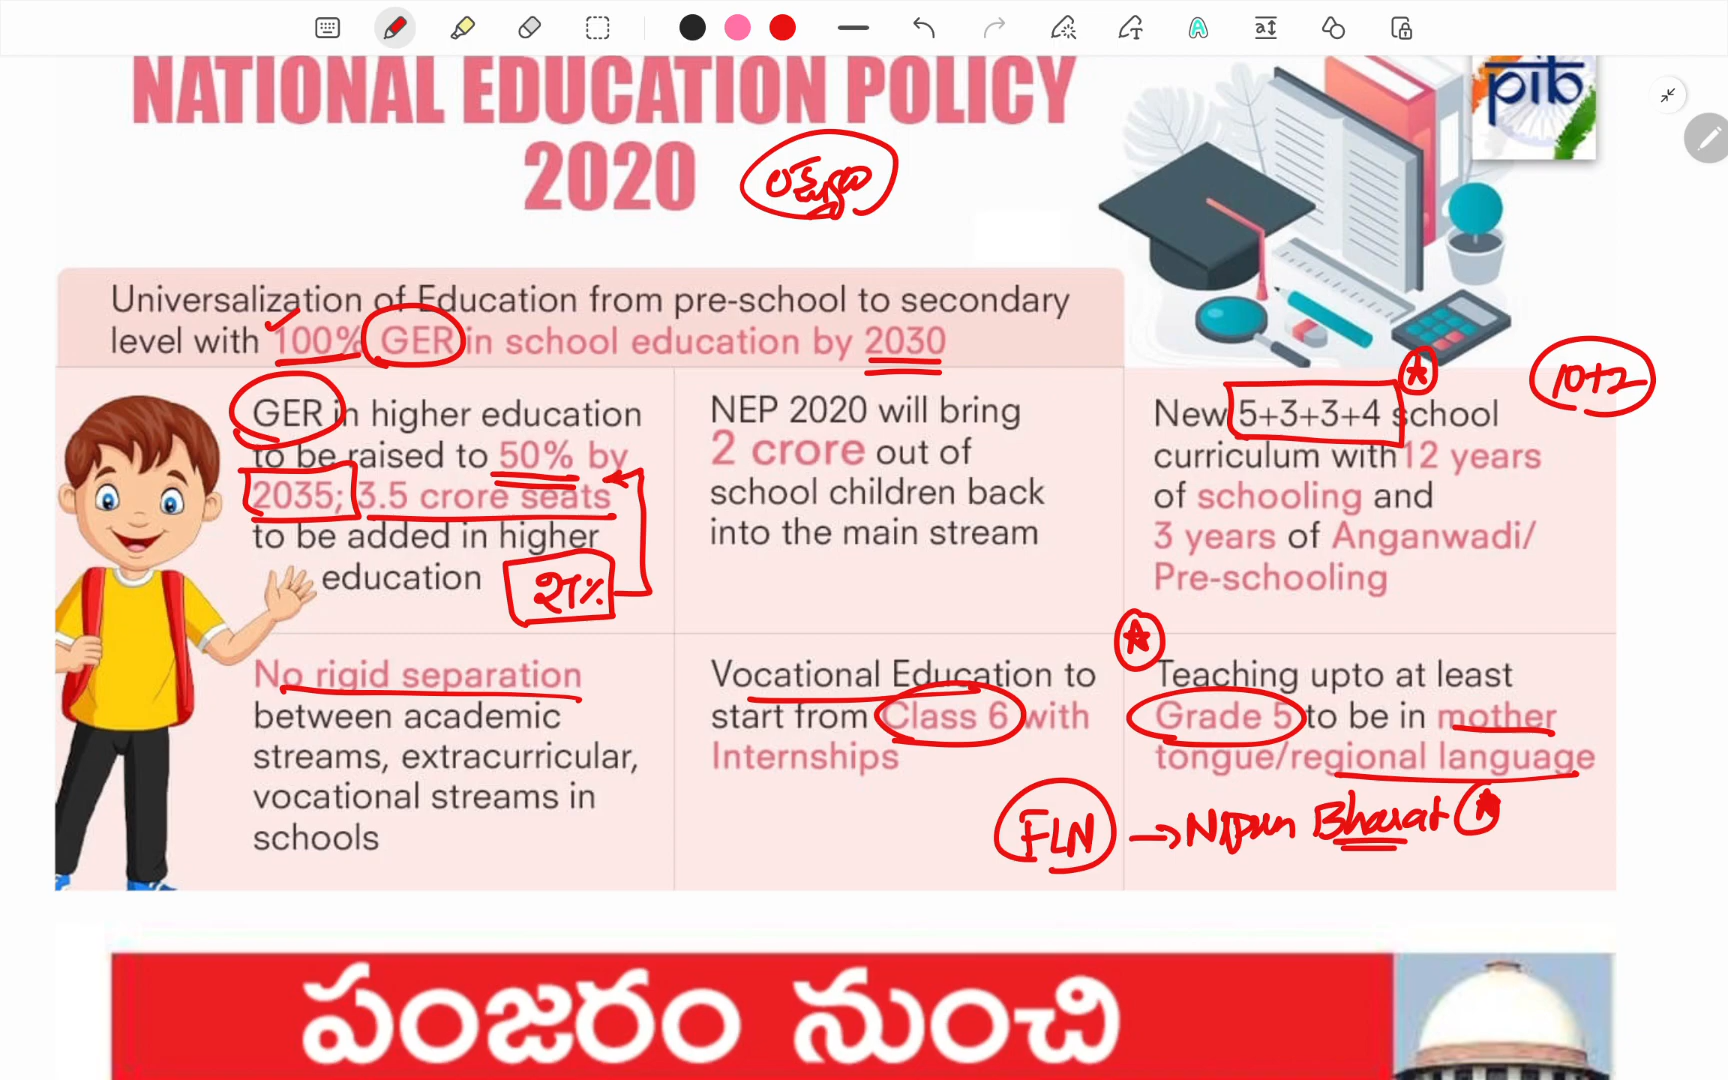 NATIONAL EDUCATION POLICY
2020
లక్ష్యాలు
pib
Universalization of Education from pre-school to secondary
level with 100% GER in school education by 2030
GER in higher education
to be raised to 50% by
2035; 3.5 crore seats
to be added in higher
education
27%
NEP 2020 will bring
2 crore out of
school children back
into the main stream
10+2
New 5+3+3+4 school
curriculum with 12 years
of schooling and
3 years of Anganwadi/
Pre-schooling
No rigid separation
between academic
streams, extracurricular,
vocational streams in
schools
Vocational Education to
start from Class 6 with
Internships
Teaching upto at least
Grade 5 to be in mother
tongue/regional language
FLN → Nipun Bharat
పంజరం నుంచి